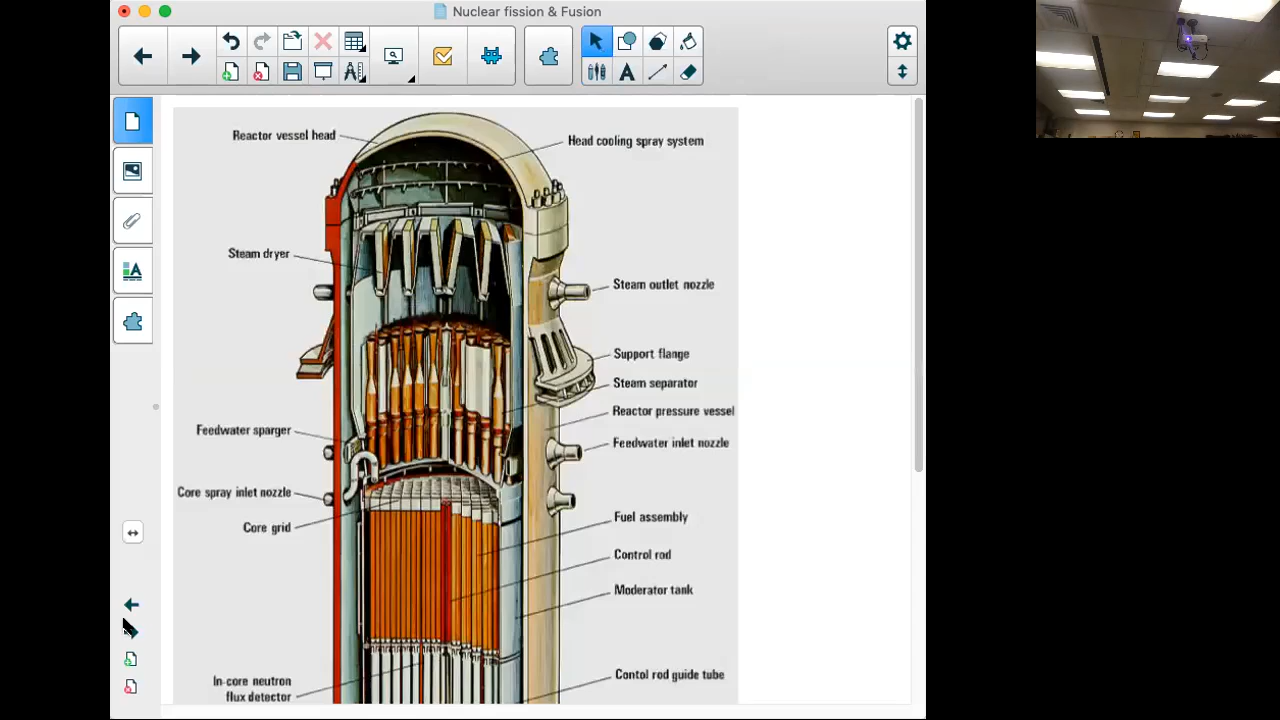 Nuclear fission & Fusion
Reactor vessel head
Head cooling spray system
Steam dryer
Steam outlet nozzle
Support flange
Steam separator
Reactor pressure vessel
Feedwater sparger
Feedwater inlet nozzle
Core spray inlet nozzle
Core grid
Fuel assembly
Control rod
Moderator tank
In-core neutron
flux detector
Contol rod guide tube